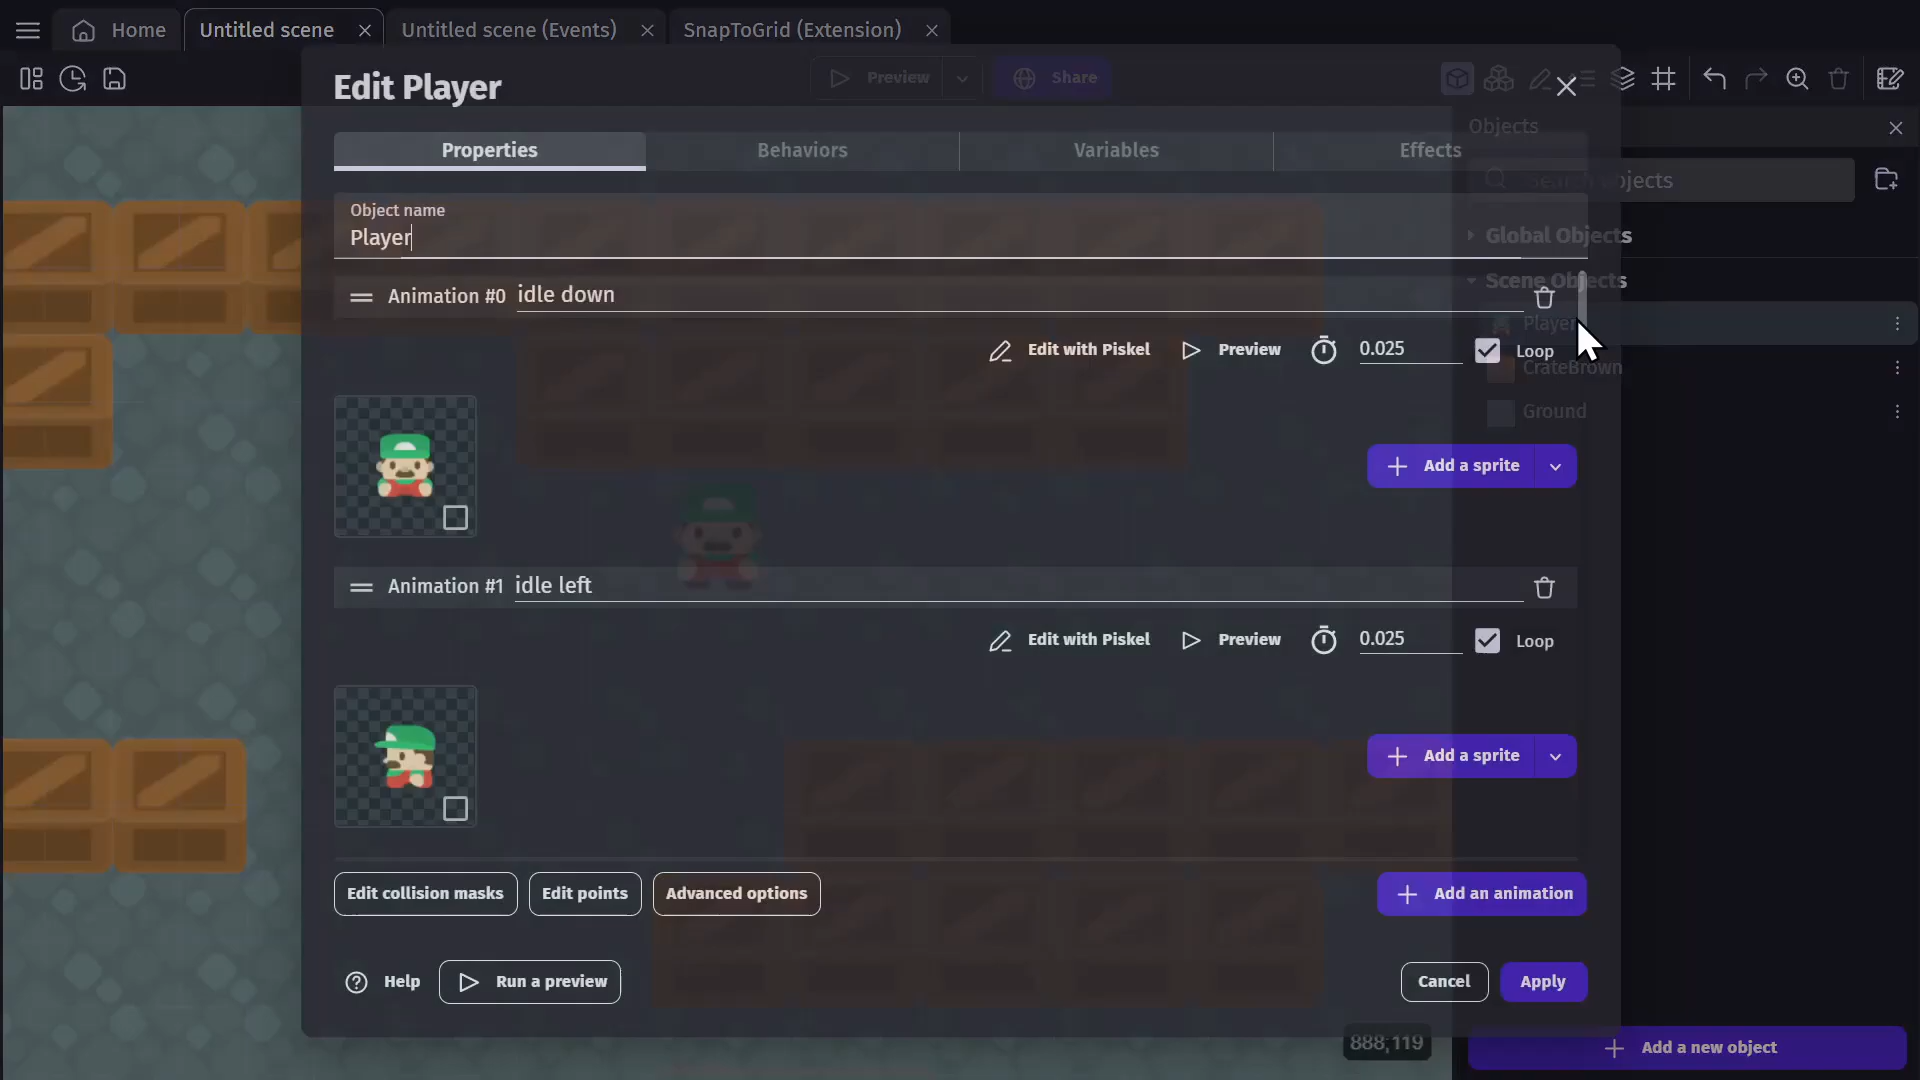 Home
Untitled scene
Untitled scene (Events)
SnapToGrid (Extension)
Preview
Share
Edit Player
Properties
Behaviors
Variables
Effects
Objects
Search objects
Object name
Player
Global Objects
Scene Objects
Animation #0 idle down
Player
Edit with Piskel
Preview
0.025
Loop
CrateBrown
Ground
Add a sprite
Animation #1 idle left
Edit with Piskel
Preview
0.025
Loop
Add a sprite
Edit collision masks
Edit points
Advanced options
Add an animation
Help
Run a preview
Cancel
Apply
888;119
Add a new object